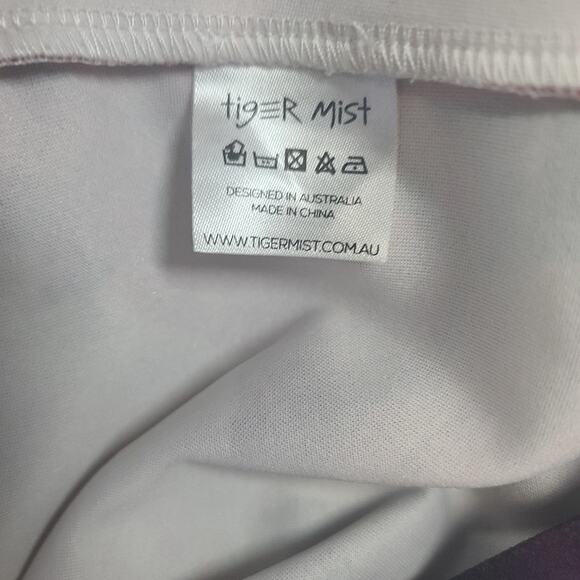 tigER Mist
DESIGNED IN AUSTRALIA
MADE IN CHINA
WWW.TIGERMIST.COM.AU